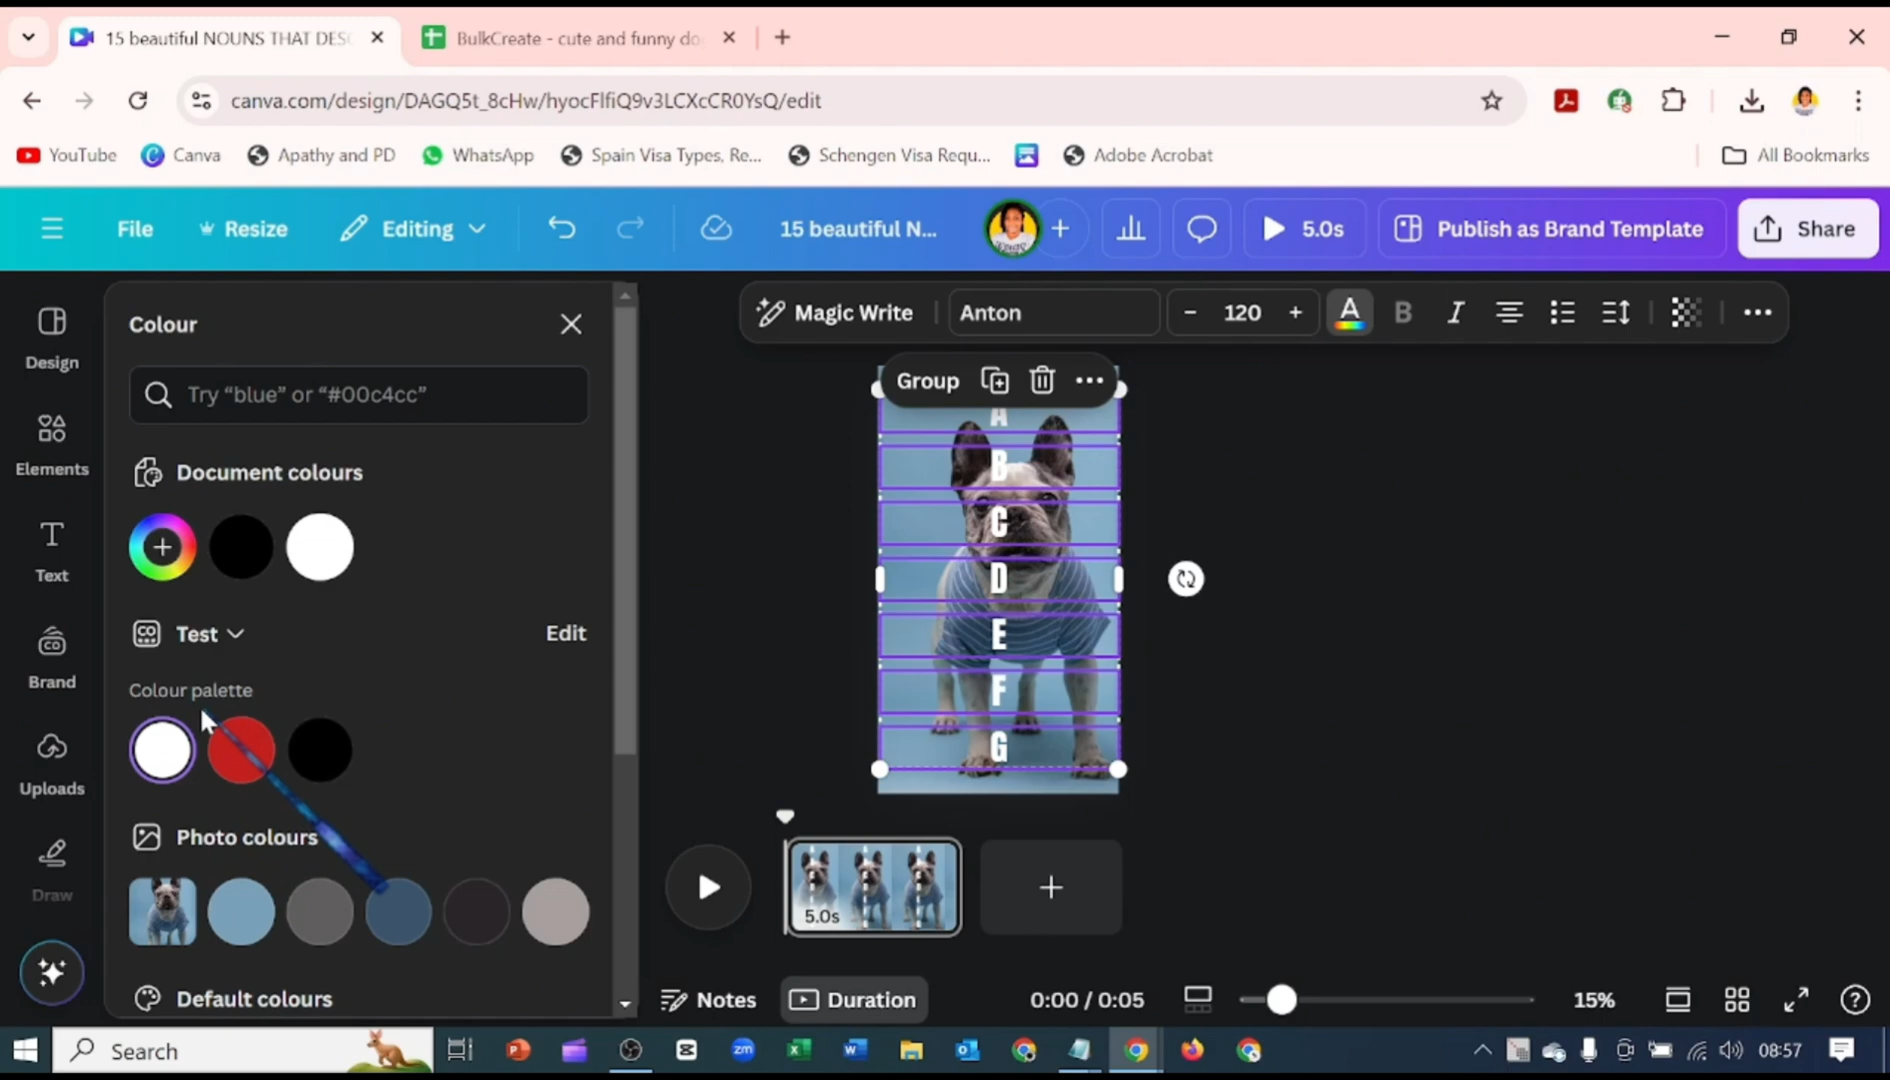 15 beautiful NOUNS THAT DESC
BulkCreate - cute and funny do
canva.com/design/DAGQ5t_8cHw/hyocFlfiQ9v3LCXcCR0YsQ/edit
YouTube
Canva
Apathy and PD
WhatsApp
Spain Visa Types, Re...
Schengen Visa Requ...
Adobe Acrobat
All Bookmarks
File
Resize
Editing
15 beautiful N...
5.0s
Publish as Brand Template
Share
Design
Elements
Text
Brand
Uploads
Draw
Colour
Try “blue” or “#00c4cc”
Document colours
Test
Edit
Colour palette
Photo colours
Default colours
Magic Write
Anton
- 120 +
A
B
I
Group
A
B
C
D
E
F
G
5.0s
Notes
Duration
0:00 / 0:05
15%
Search
zm
08:57